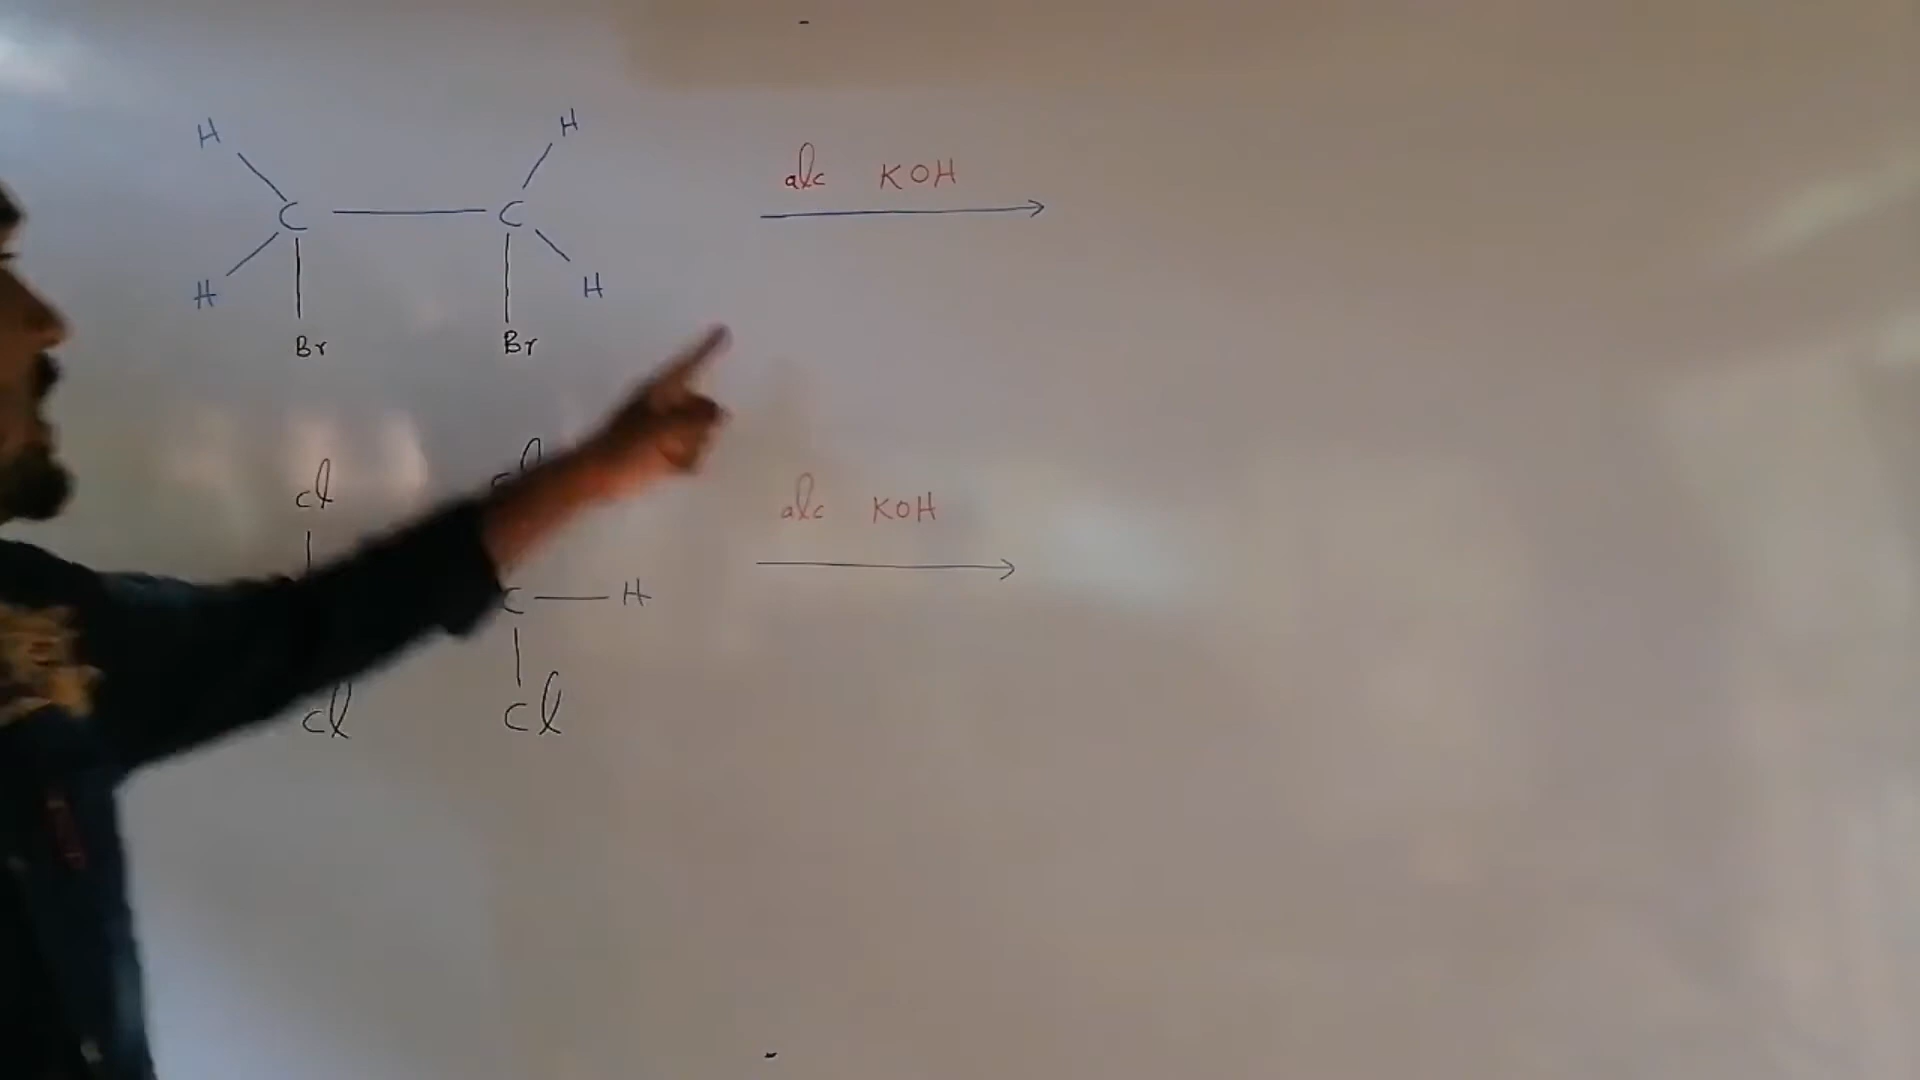 H H
alc KOH
C C
H H
Br Br
cl
alc KOH
C H
cl cl